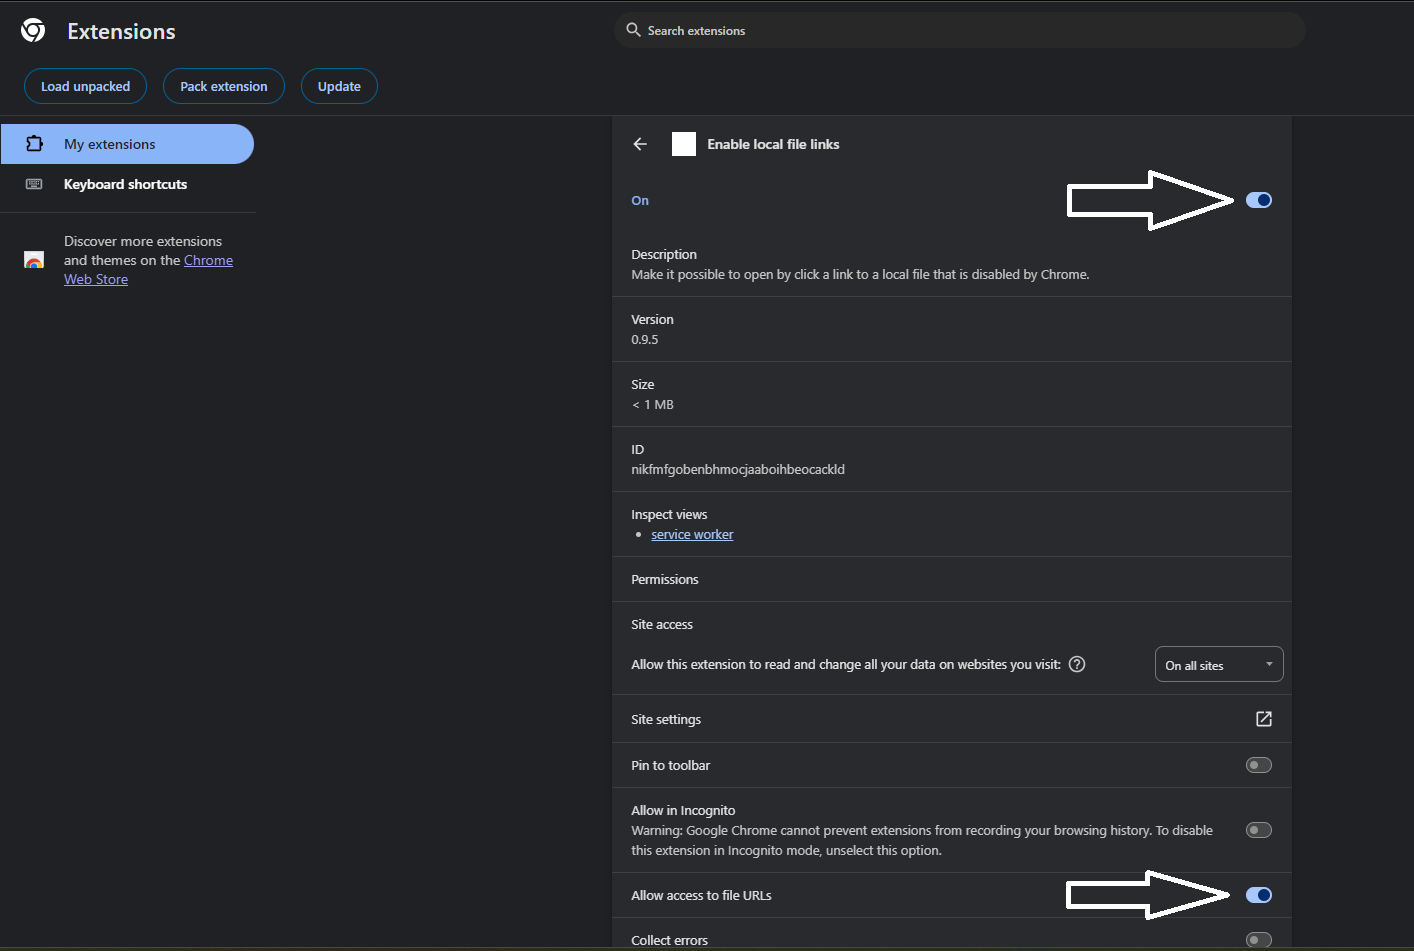 Extensions
Search extensions
Load unpacked
Pack extension
Update
My extensions
Keyboard shortcuts
Discover more extensions
and themes on the Chrome
Web Store
Enable local file links
On
Description
Make it possible to open by click a link to a local file that is disabled by Chrome.
Version
0.9.5
Size
< 1 MB
ID
nikfmfgobenbhmocjaaboihbeocackld
Inspect views
service worker
Permissions
Site access
Allow this extension to read and change all your data on websites you visit:
On all sites
Site settings
Pin to toolbar
Allow in Incognito
Warning: Google Chrome cannot prevent extensions from recording your browsing history. To disable
this extension in Incognito mode, unselect this option.
Allow access to file URLs
Collect errors